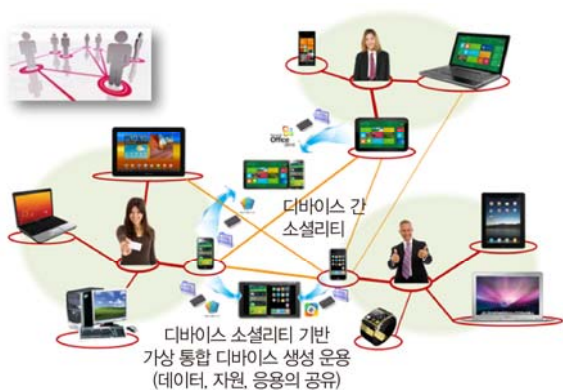 Office
디바이스 간
소셜리티
디바이스 소셜리티 기반
가상 통합 디바이스 생성 운용
(데이터, 자원, 응용의 공유)